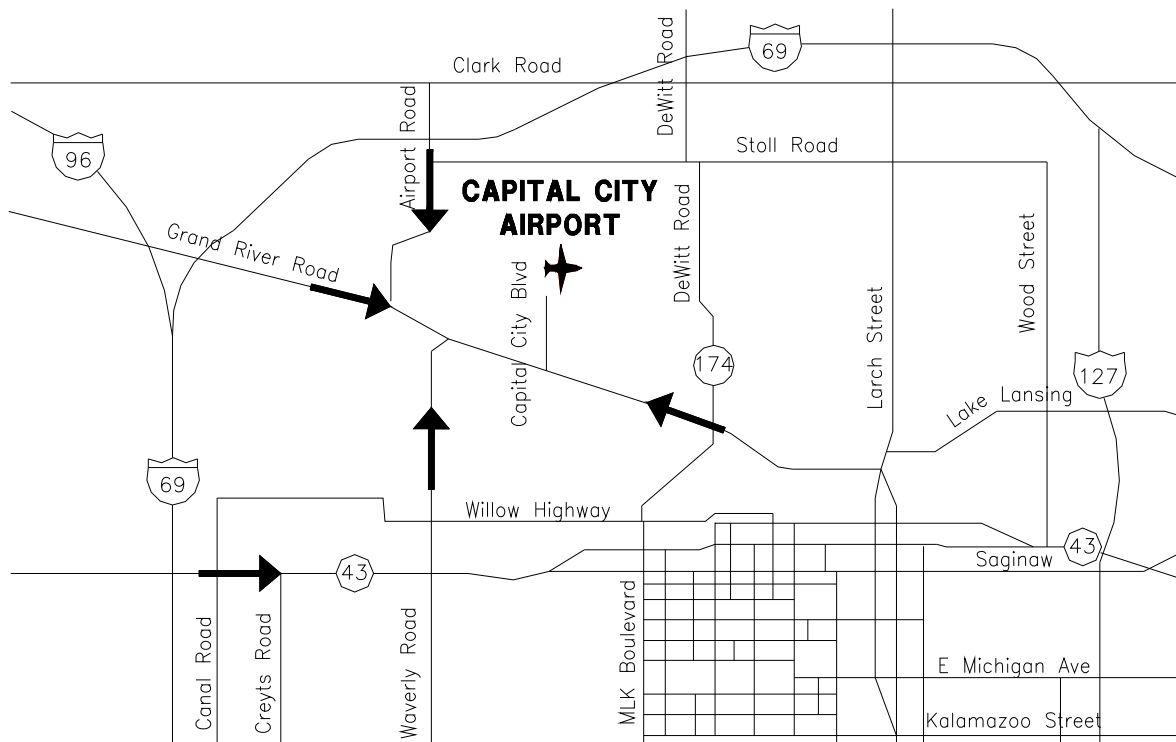 69
Clark Road
DeWitt Road
Airport Road
Stoll Road
96
CAPITAL CITY
AIRPORT
Grand River Road
DeWitt Road
Capital City Blvd
Wood Street
Larch Street
174
127
Lake Lansing
69
Willow Highway
43
Saginaw
43
Canal Road
Creyts Road
Waverly Road
MLK Boulevard
E Michigan Ave
Kalamazoo Street